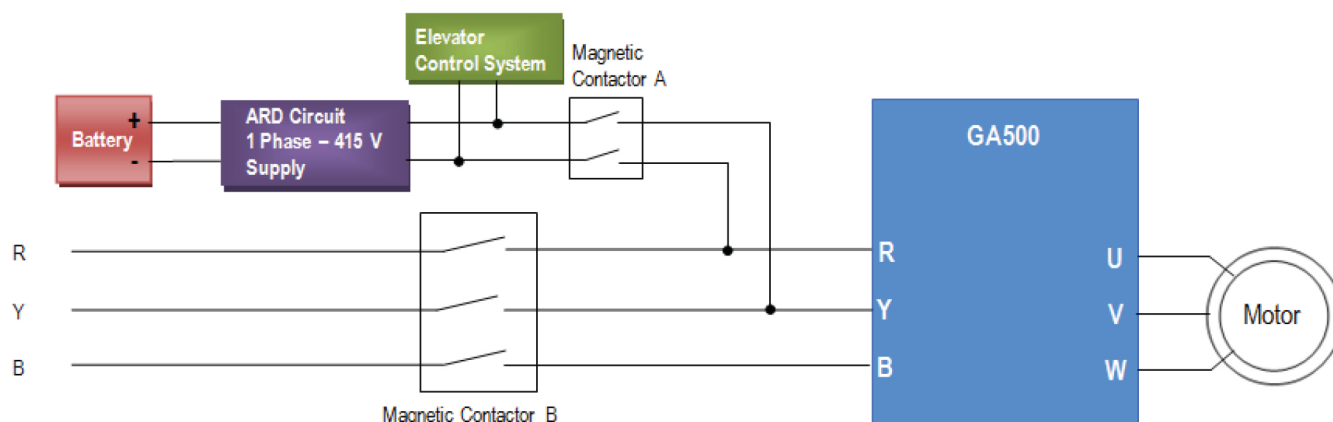 Elevator
Control System
Magnetic
Contactor A
Battery
+
-
ARD Circuit
1 Phase – 415 V
Supply
GA500
R
Y
B
R
Y
B
U
V
W
Motor
Magnetic Contactor B